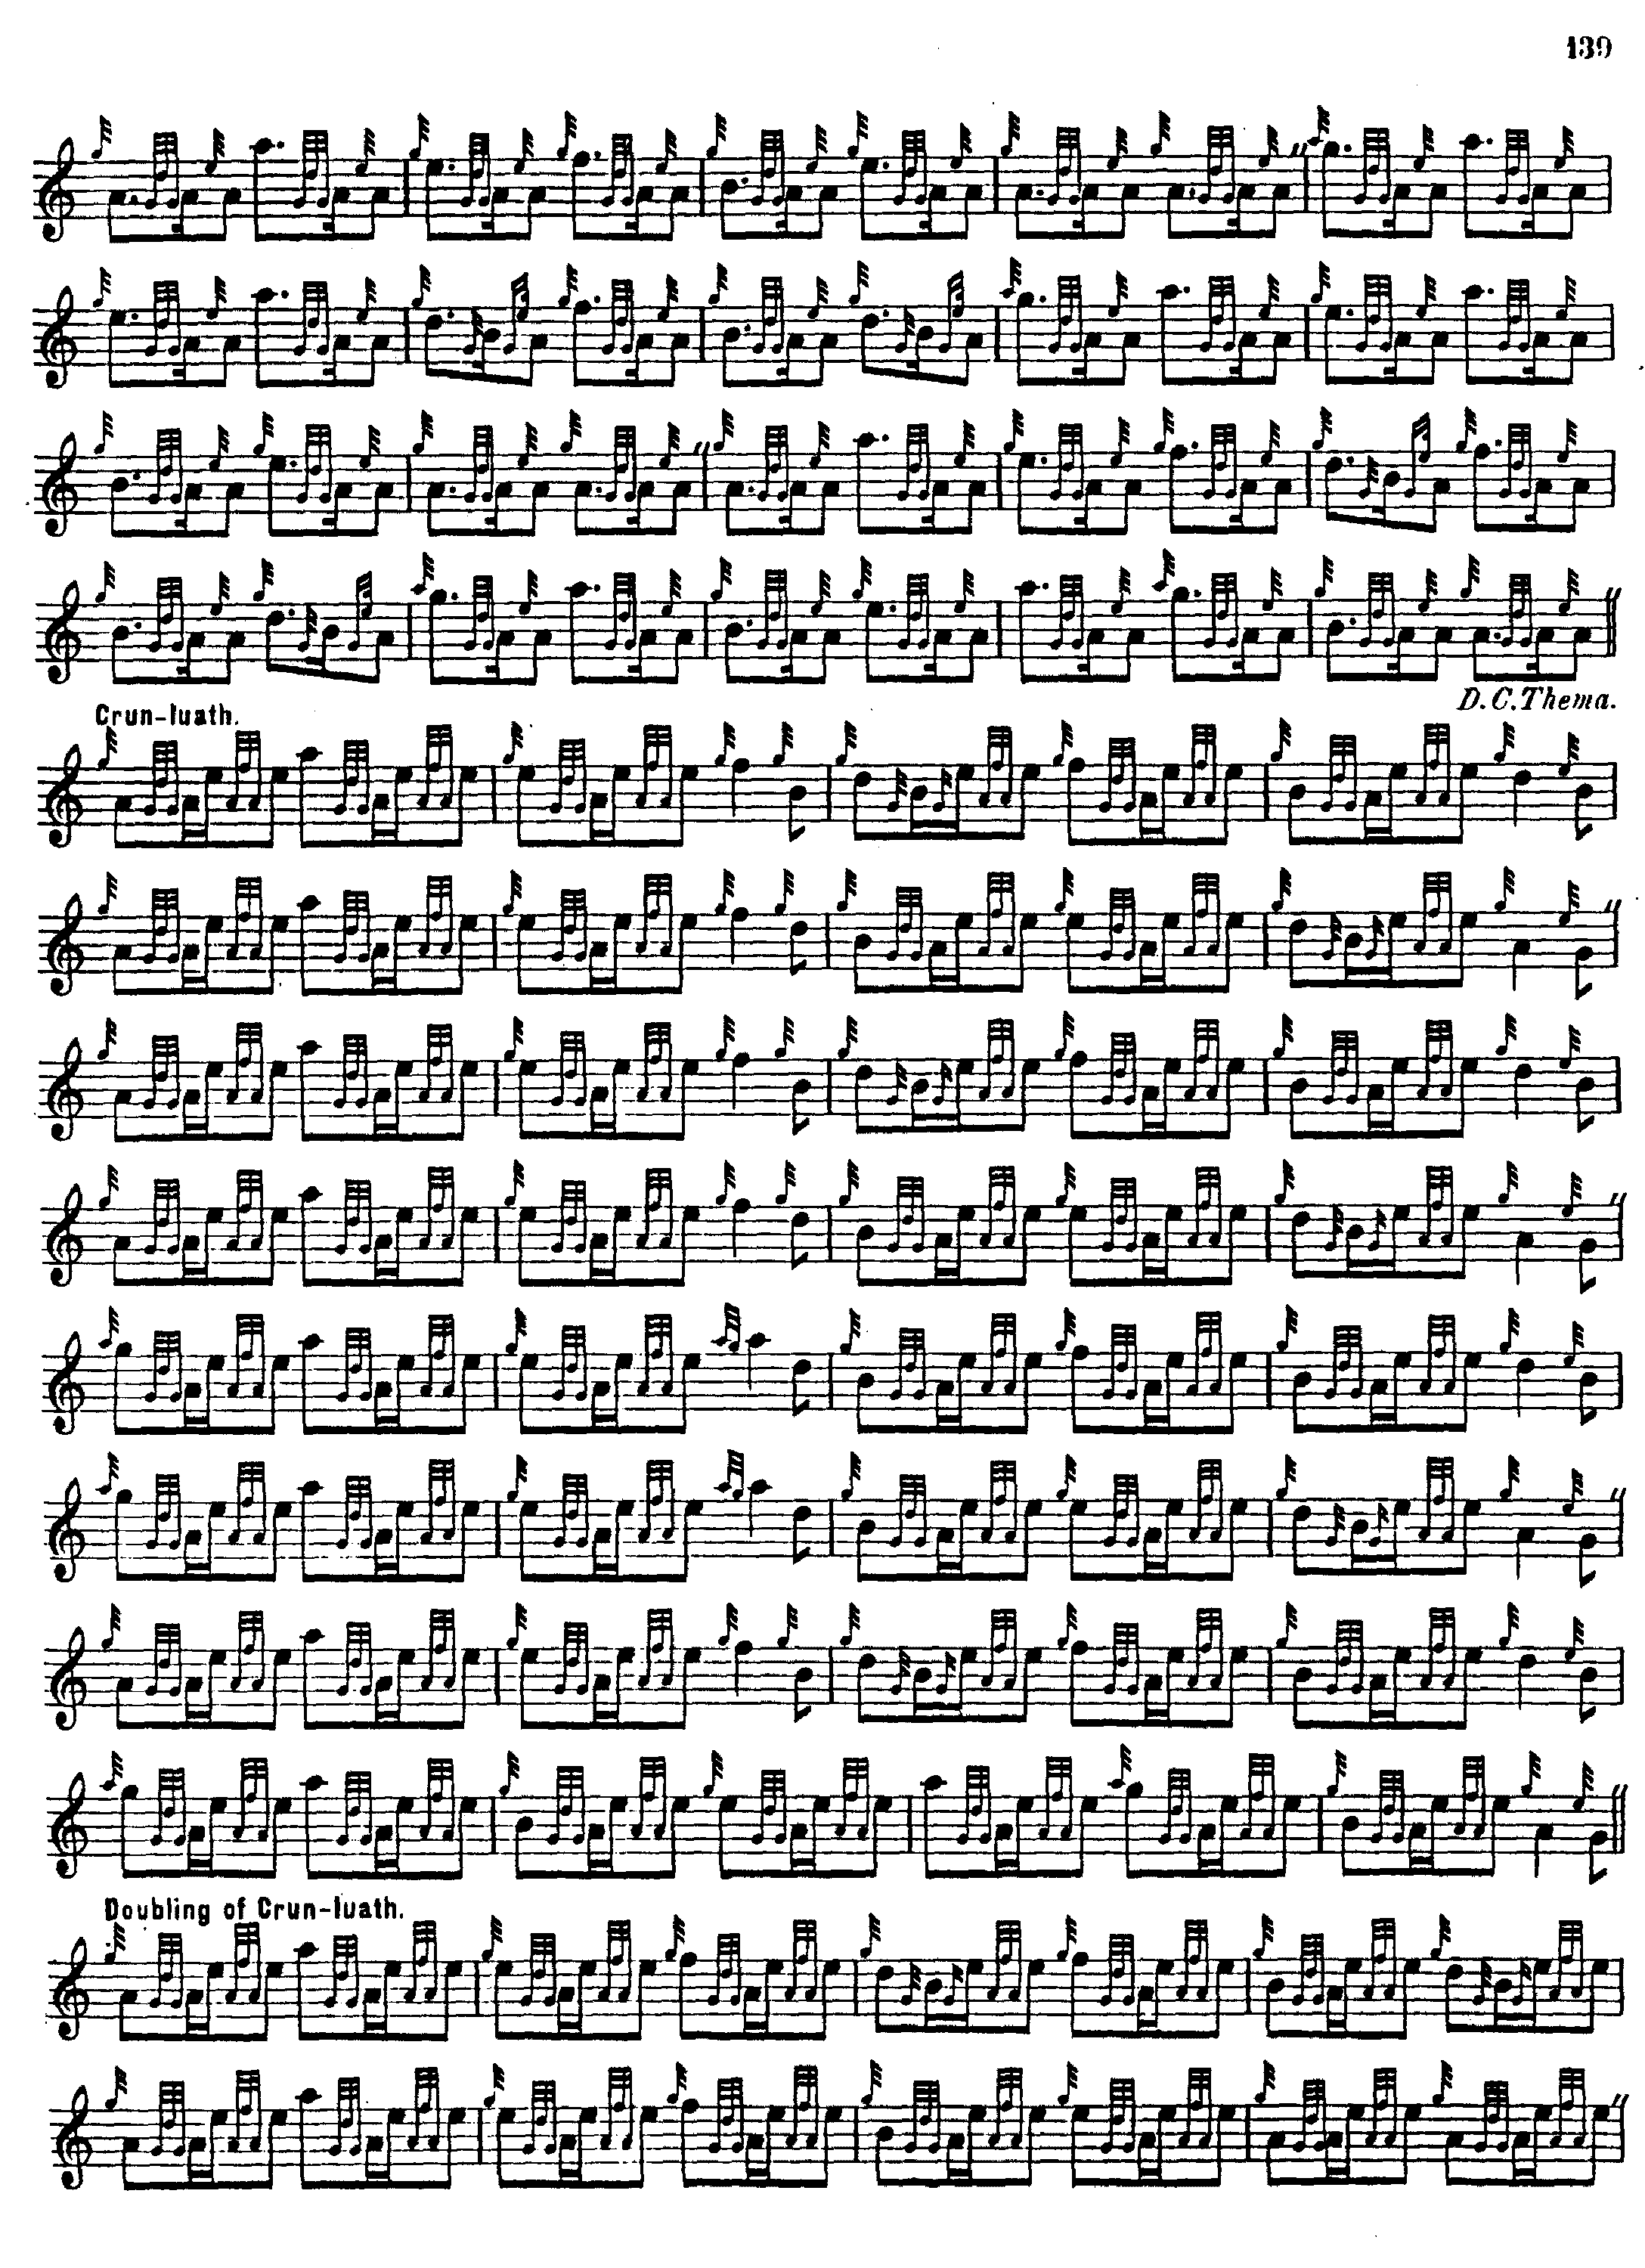 139
D. C. Thema.
Crun-luath.
Doubling of Crun-luath.